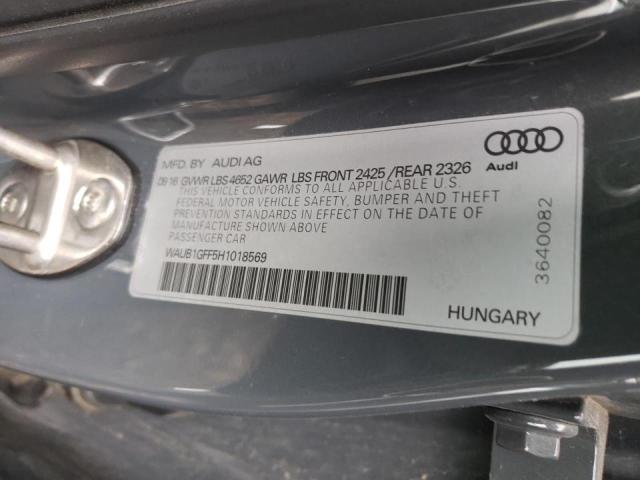 MFD. BY AUDI AG
09 16 GVWR LBS 4652 GAWR LBS FRONT 2425 /REAR 2326
THIS VEHICLE CONFORMS TO ALL APPLICABLE U.S.
FEDERAL MOTOR VEHICLE SAFETY, BUMPER AND THEFT
PREVENTION STANDARDS IN EFFECT ON THE DATE OF
MANUFACTURE SHOWN ABOVE
PASSENGER CAR
WAUB1GFF5H1018569
Audi
3640082
HUNGARY